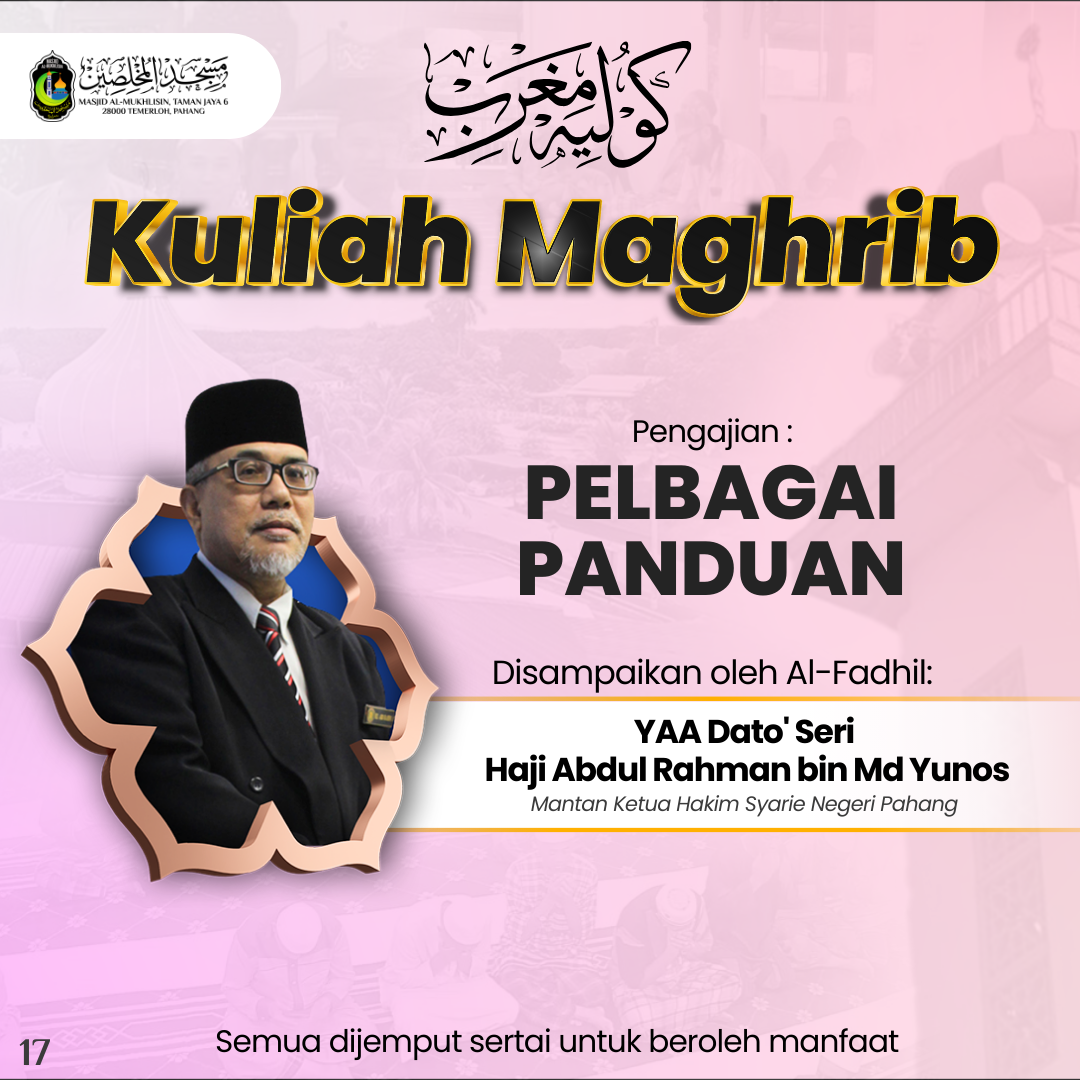 مسجد المخلصين
MASJID AL-MUKHLISIN, TAMAN JAYA 6
28000 TEMERLOH, PAHANG
كوليه مغرب
Kuliah Maghrib
Pengajian :
PELBAGAI
PANDUAN
Disampaikan oleh Al-Fadhil:
YAA Dato' Seri
Haji Abdul Rahman bin Md Yunos
Mantan Ketua Hakim Syarie Negeri Pahang
Semua dijemput sertai untuk beroleh manfaat
17